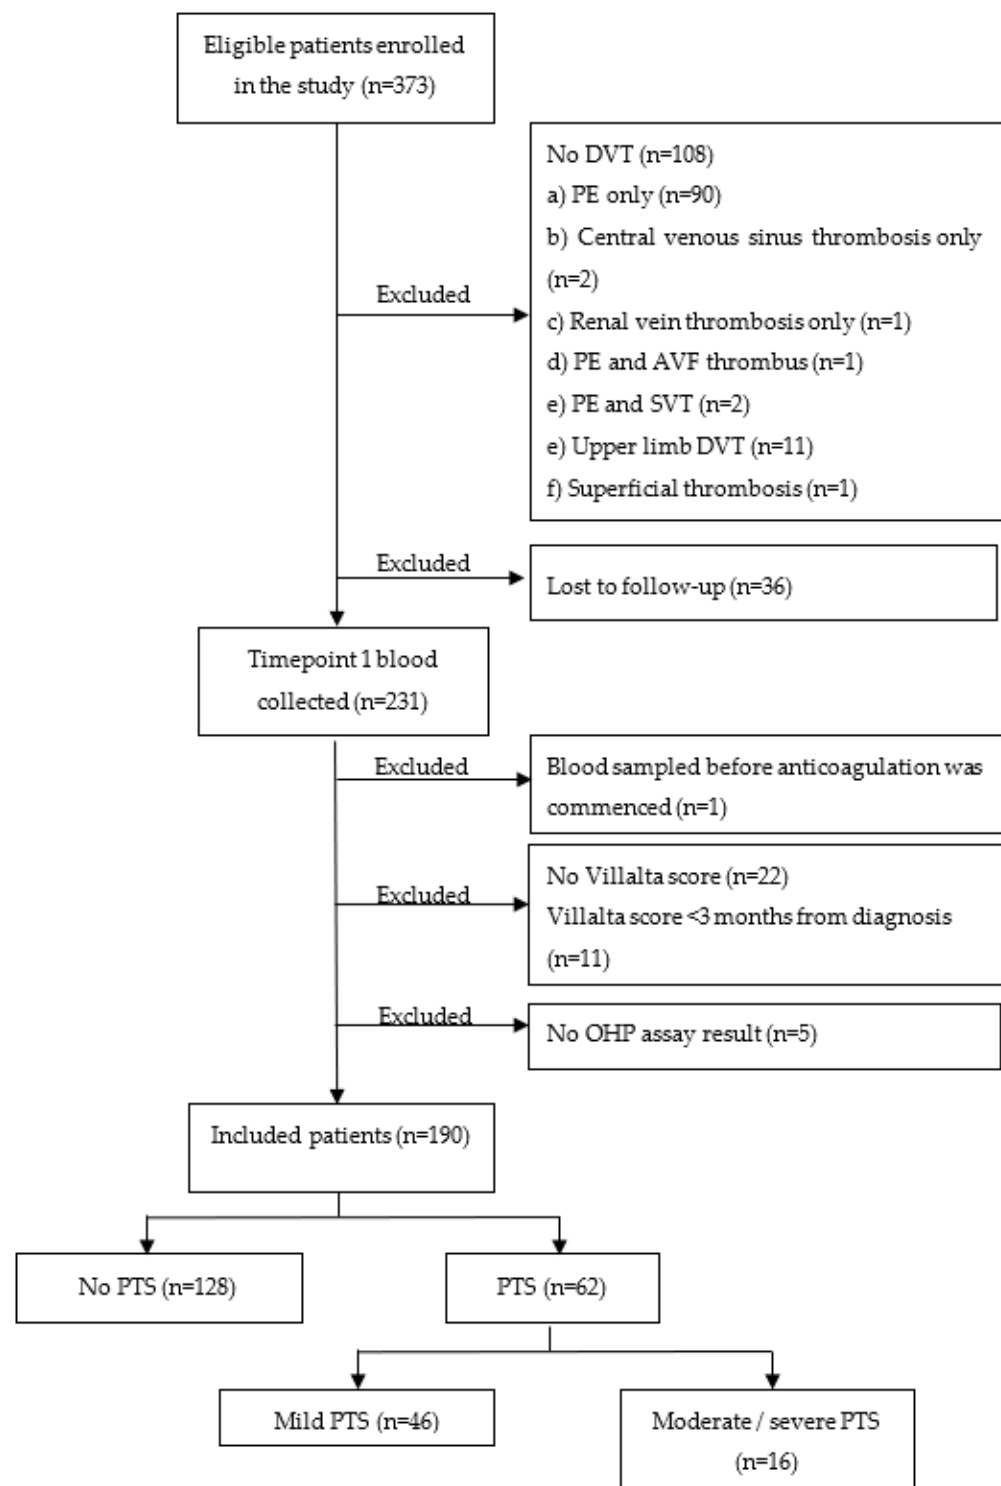 Eligible patients enrolled
in the study (n=373)
No DVT (n=108)
a) PE only (n=90)
b) Central venous sinus thrombosis only
(n=2)
c) Renal vein thrombosis only (n=1)
d) PE and AVF thrombus (n=1)
e) PE and SVT (n=2)
e) Upper limb DVT (n=11)
f) Superficial thrombosis (n=1)
Excluded
Excluded
Lost to follow-up (n=36)
Timepoint 1 blood
collected (n=231)
Excluded
Blood sampled before anticoagulation was
commenced (n=1)
Excluded
No Villalta score (n=22)
Villalta score <3 months from diagnosis
(n=11)
Excluded
No OHP assay result (n=5)
Included patients (n=190)
No PTS (n=128)
PTS (n=62)
Mild PTS (n=46)
Moderate / severe PTS
(n=16)